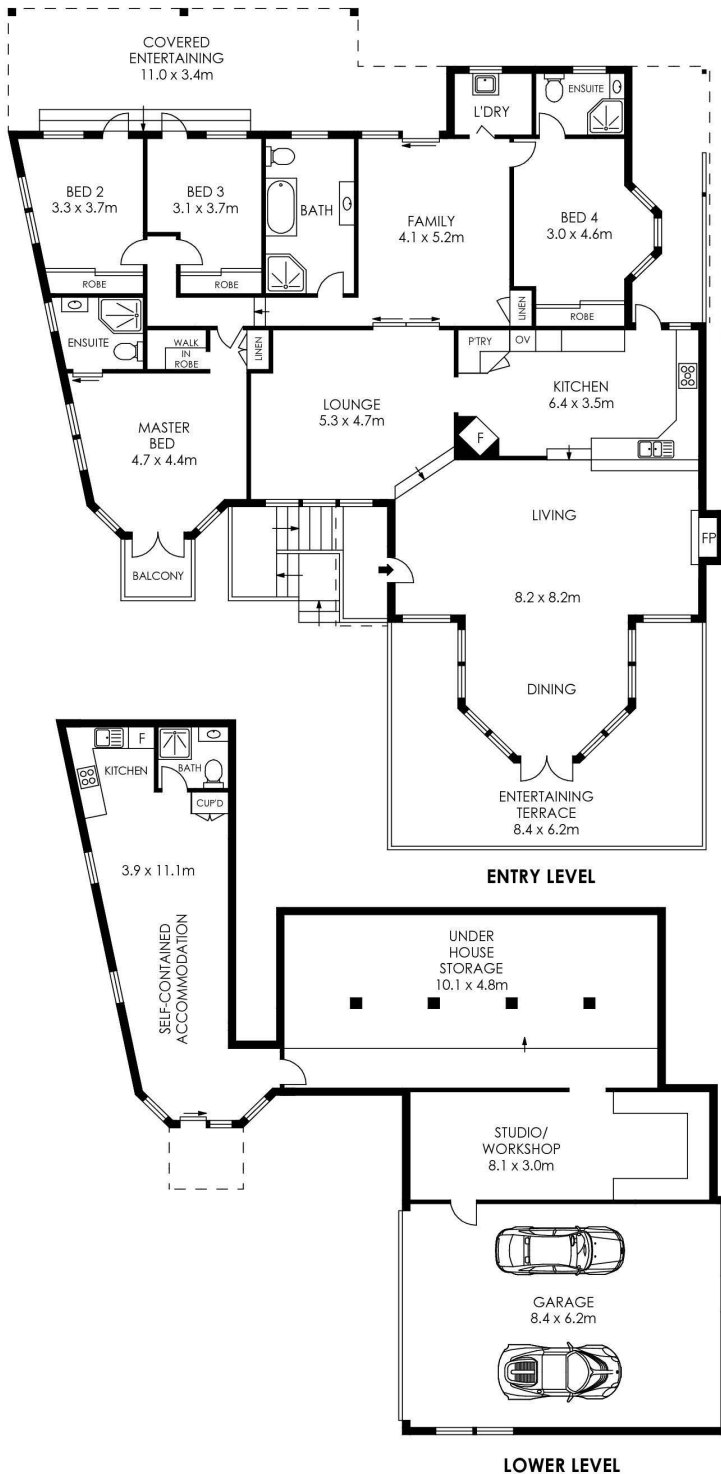 COVERED
ENTERTAINING
11.0 x 3.4m
L'DRY
ENSUITE
BED 2
3.3 x 3.7m
BED 3
3.1 x 3.7m
BATH
FAMILY
4.1 x 5.2m
BED 4
3.0 x 4.6m
ROBE
ROBE
LINEN
ROBE
ENSUITE
WALK
IN
ROBE
LINEN
P'TRY
OV
LOUNGE
5.3 x 4.7m
KITCHEN
6.4 x 3.5m
MASTER
BED
4.7 x 4.4m
F
LIVING
FP
BALCONY
8.2 x 8.2m
DINING
ENTERTAINING
TERRACE
8.4 x 6.2m
ENTRY LEVEL
F
KITCHEN
BATH
CUP'D
3.9 x 11.1m
SELF-CONTAINED
ACCOMMODATION
UNDER
HOUSE
STORAGE
10.1 x 4.8m
STUDIO/
WORKSHOP
8.1 x 3.0m
GARAGE
8.4 x 6.2m
LOWER LEVEL